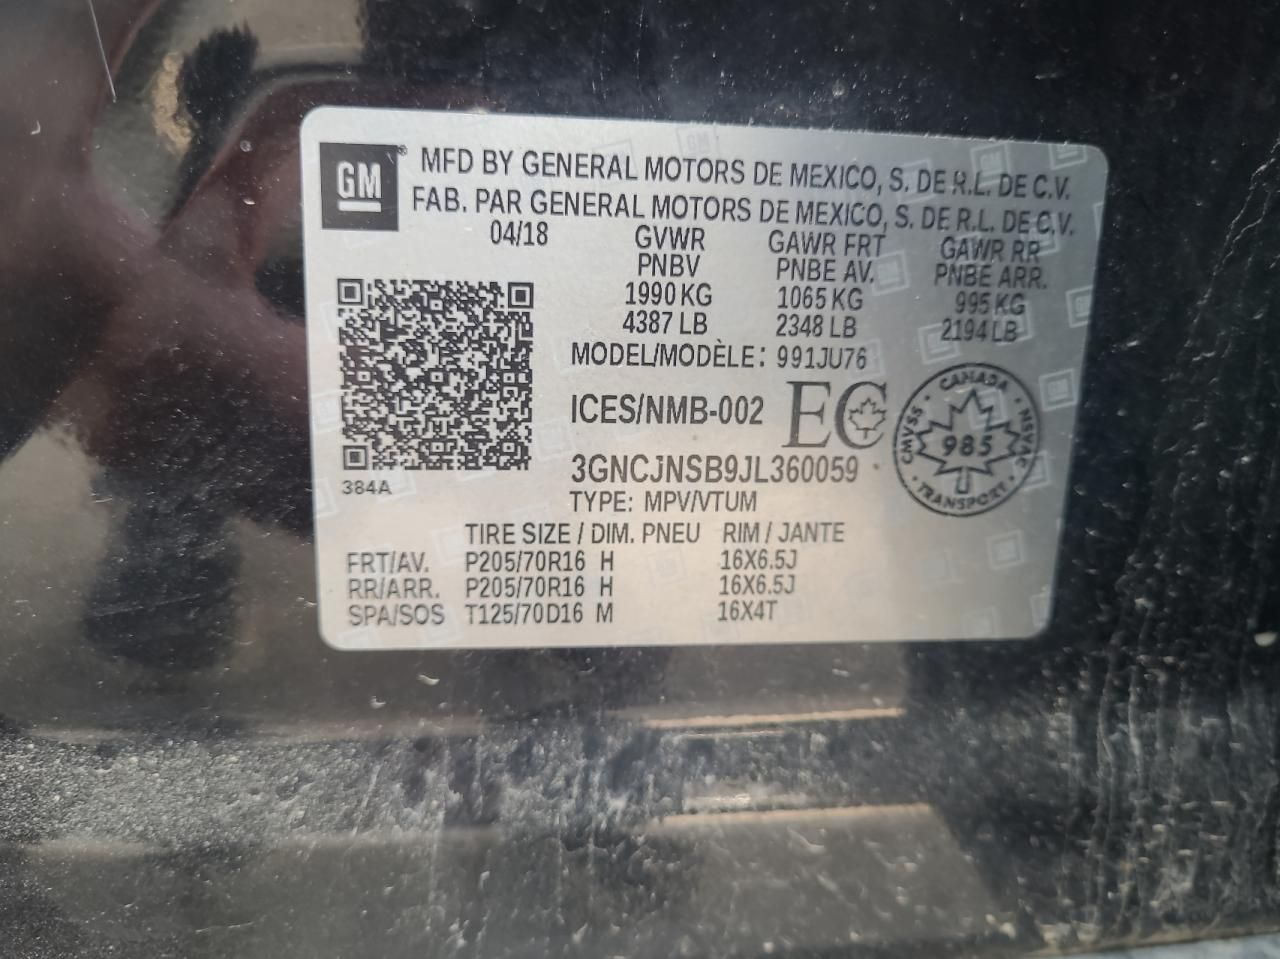 GM
MFD BY GENERAL MOTORS DE MEXICO, S. DE R.L. DE C.V.
FAB. PAR GENERAL MOTORS DE MEXICO, S. DE R.L. DE C.V.
04/18 GVWR GAWR FRT GAWR RR
PNBV PNBE AV. PNBE ARR.
1990 KG 1065 KG 995 KG
4387 LB 2348 LB 2194 LB
MODEL/MODÈLE: 991JU76
ICES/NMB-002 EC
CANADA
CMVSS 985 NSVAC
TRANSPORT
3GNCJNSB9JL360059
384A
TYPE: MPV/VTUM
TIRE SIZE / DIM. PNEU RIM / JANTE
FRT/AV. P205/70R16 H 16X6.5J
RR/ARR. P205/70R16 H 16X6.5J
SPA/SOS T125/70D16 M 16X4T